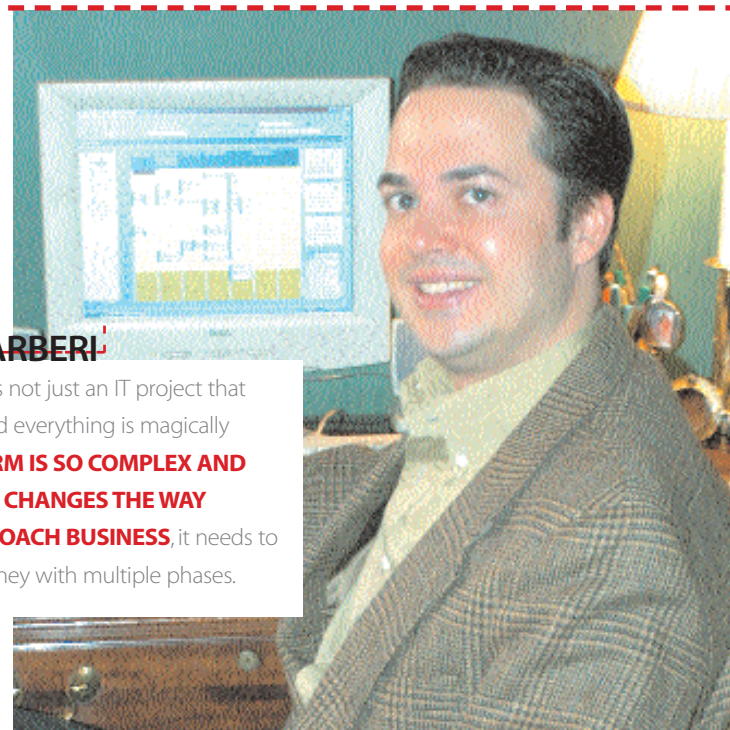 ARBERI
s not just an IT project that
d everything is magically
RM IS SO COMPLEX AND
CHANGES THE WAY
OACH BUSINESS, it needs to
ney with multiple phases.